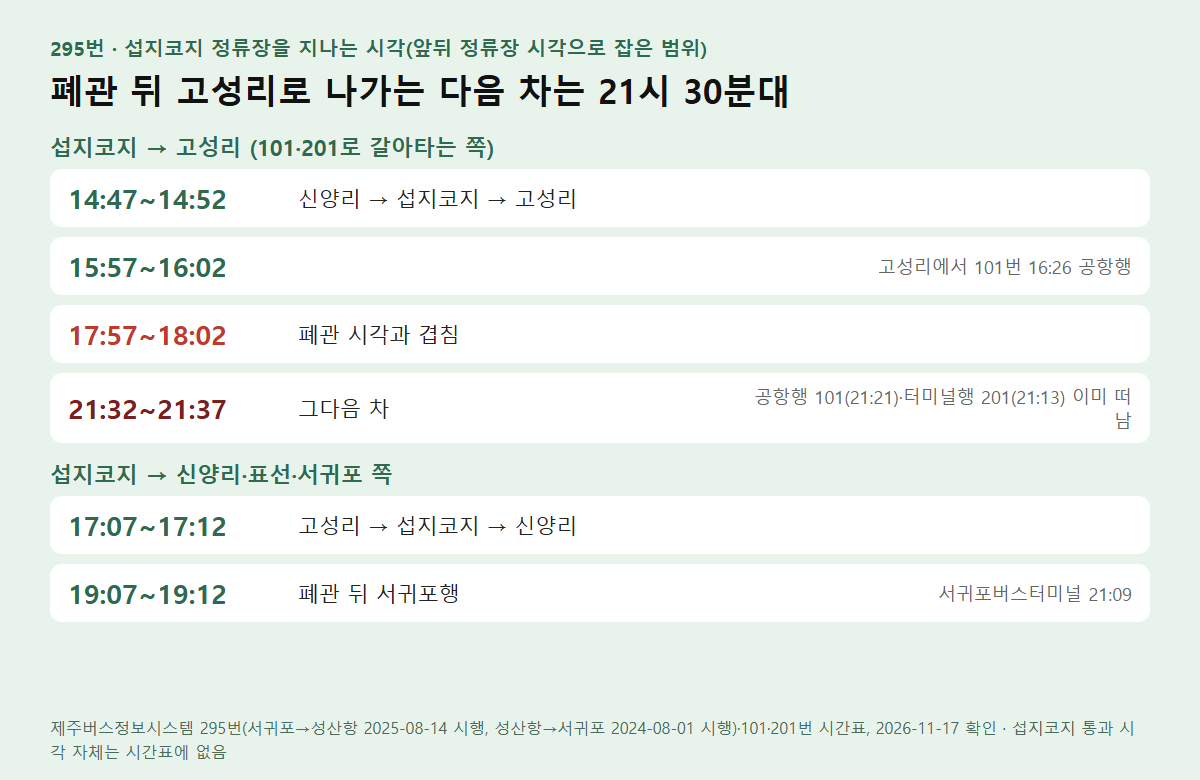 295번 · 섭지코지 정류장을 지나는 시각(앞뒤 정류장 시각으로 잡은 범위)
폐관 뒤 고성리로 나가는 다음 차는 21시 30분대
섭지코지 → 고성리 (101·201로 갈아타는 쪽)
14:47~14:52 신양리 → 섭지코지 → 고성리
15:57~16:02 고성리에서 101번 16:26 공항행
17:57~18:02 폐관 시각과 겹침
21:32~21:37 그다음 차 공항행 101(21:21)·터미널행 201(21:13) 이미 떠
남
섭지코지 → 신양리·표선·서귀포 쪽
17:07~17:12 고성리 → 섭지코지 → 신양리
19:07~19:12 폐관 뒤 서귀포행 서귀포버스터미널 21:09
제주버스정보시스템 295번(서귀포→성산항 2025-08-14 시행, 성산항→서귀포 2024-08-01 시행)·101·201번 시간표, 2026-11-17 확인 · 섭지코지 통과 시
각 자체는 시간표에 없음